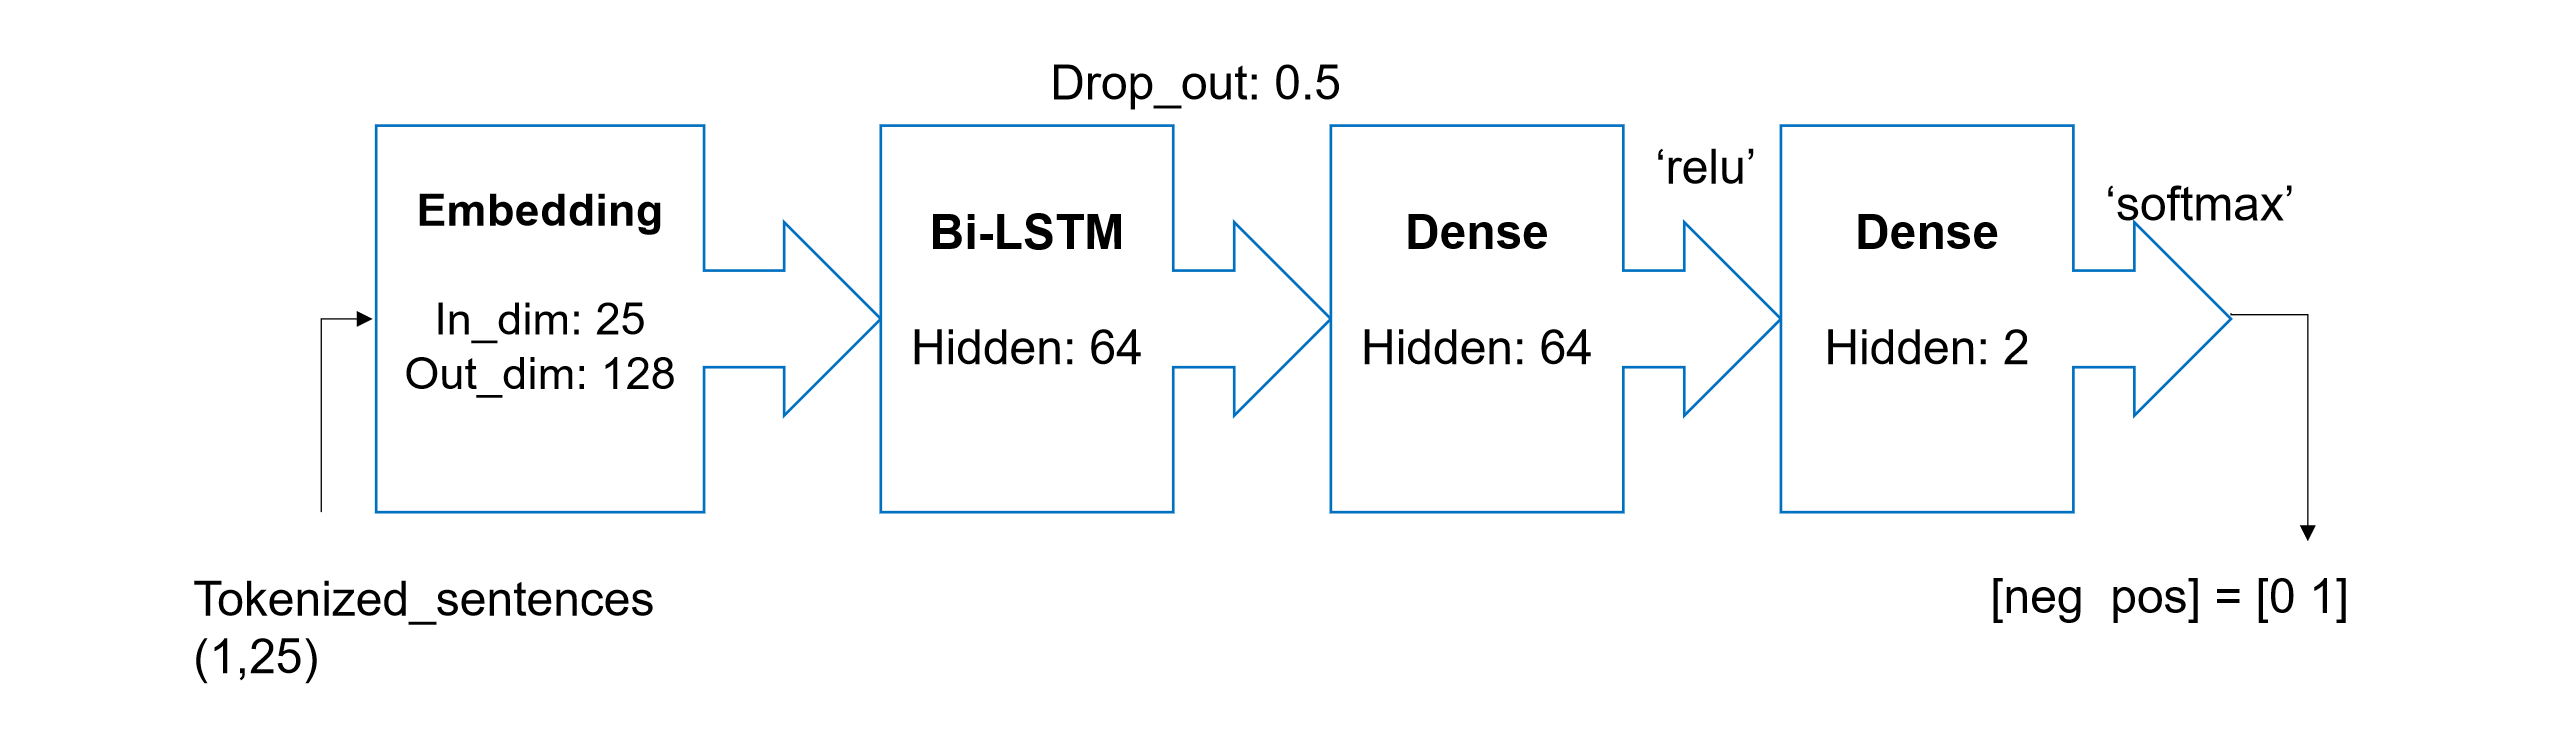 Drop_out: 0.5
Embedding
In_dim: 25
Out_dim: 128
Bi-LSTM
Hidden: 64
Dense
Hidden: 64
‘relu’
Dense
Hidden: 2
‘softmax’
Tokenized_sentences
(1,25)
[neg  pos] = [0 1]